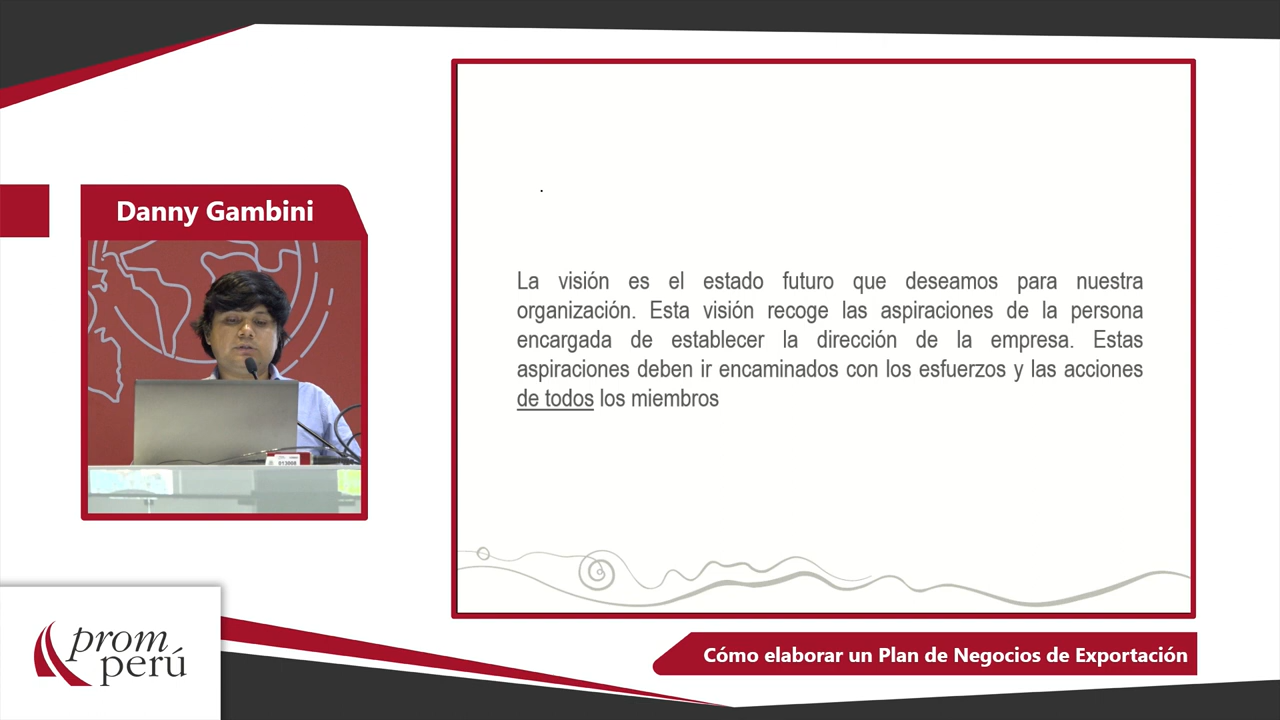 Danny Gambini
La visión es el estado futuro que deseamos para nuestra
organización. Esta visión recoge las aspiraciones de la persona
encargada de establecer la dirección de la empresa. Estas
aspiraciones deben ir encaminados con los esfuerzos y las acciones
de todos los miembros
prom
perú
Cómo elaborar un Plan de Negocios de Exportación